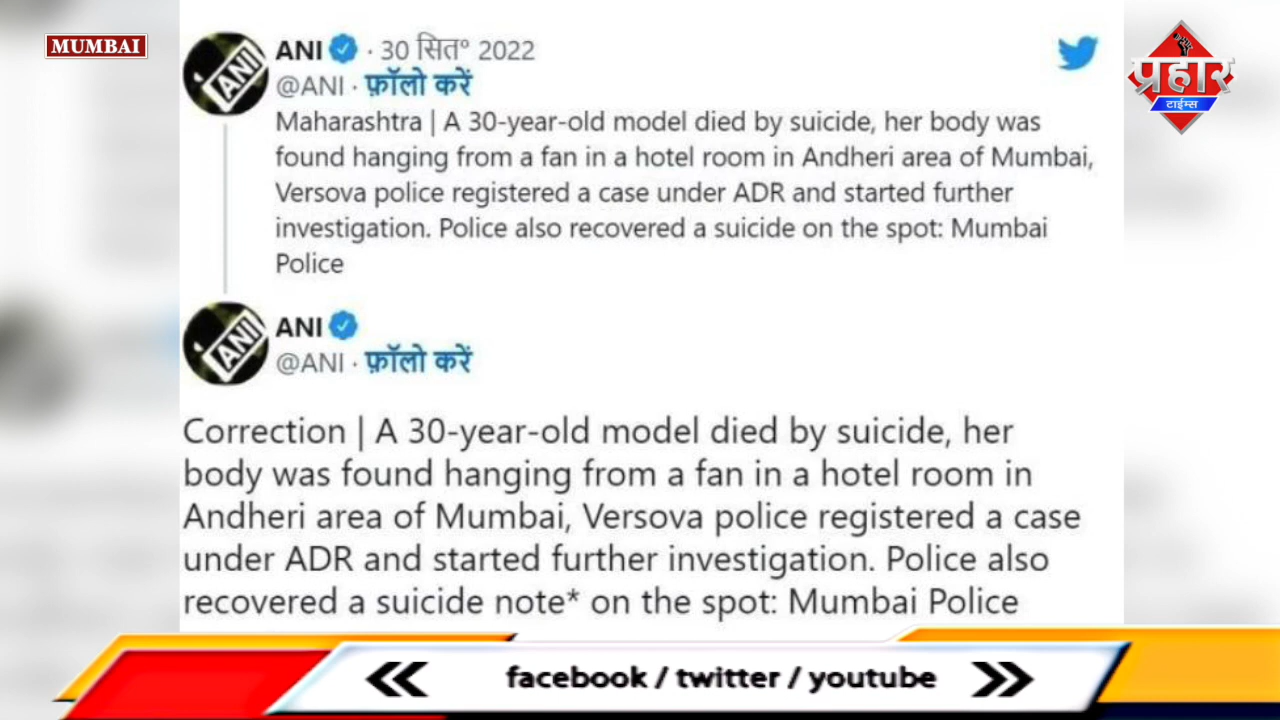 MUMBAI
ANI · 30 सित॰ 2022
@ANI · फ़ॉलो करें
Maharashtra | A 30-year-old model died by suicide, her body was
found hanging from a fan in a hotel room in Andheri area of Mumbai,
Versova police registered a case under ADR and started further
investigation. Police also recovered a suicide on the spot: Mumbai
Police
ANI
@ANI · फ़ॉलो करें
Correction | A 30-year-old model died by suicide, her
body was found hanging from a fan in a hotel room in
Andheri area of Mumbai, Versova police registered a case
under ADR and started further investigation. Police also
recovered a suicide note* on the spot: Mumbai Police
प्रहार
टाईम्स
facebook / twitter / youtube